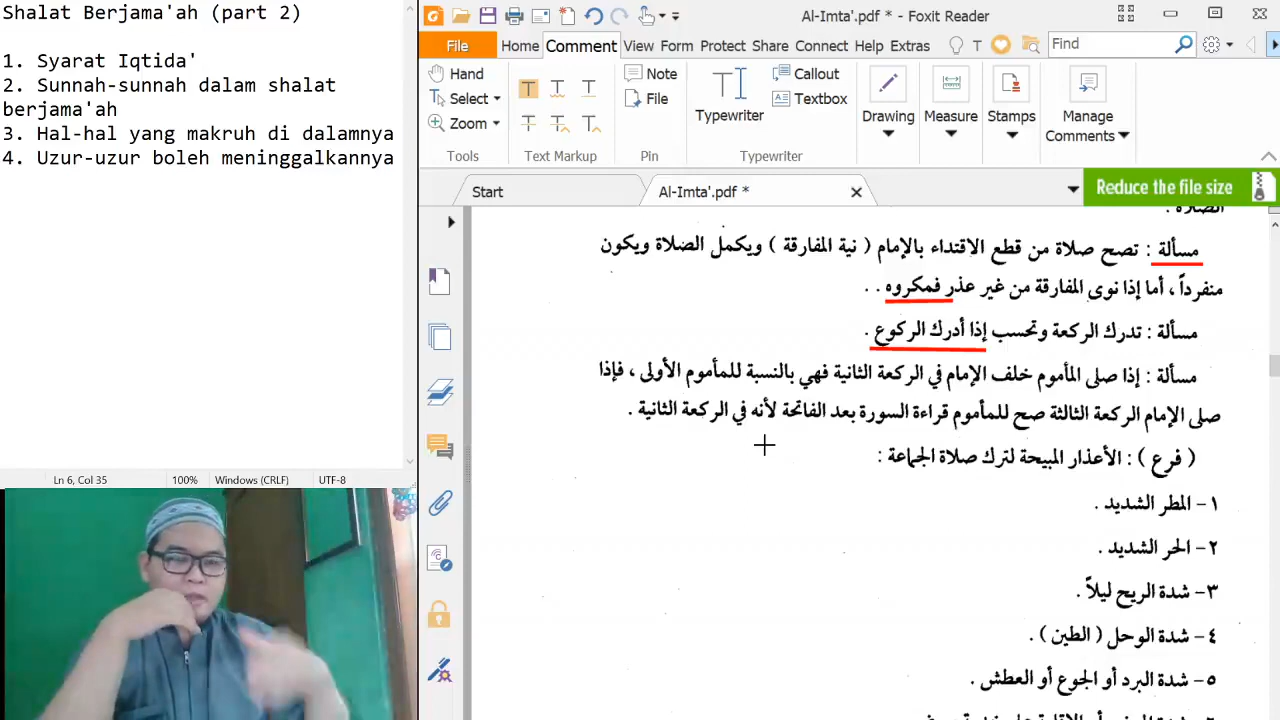 Shalat Berjama'ah (part 2)
1. Syarat Iqtida'
2. Sunnah-sunnah dalam shalat
berjama'ah
3. Hal-hal yang makruh di dalamnya
4. Uzur-uzur boleh meninggalkannya
Ln 6, Col 35
100%
Windows (CRLF)
UTF-8
Al-Imta'.pdf * - Foxit Reader
File Home Comment View Form Protect Share Connect Help Extras
Find
Hand
Select
Zoom
Tools
Text Markup
Note
File
Pin
Typewriter
Callout
Textbox
Typewriter
Drawing
Measure
Stamps
Manage
Comments
Start
Al-Imta'.pdf *
Reduce the file size
الصلاة .
مسألة : تصح صلاة من قطع الاقتداء بالإمام ( نية المفارقة ) ويكمل الصلاة ويكون
منفرداً ، أما إذا نوى المفارقة من غير عذر فمكروه . .
مسألة : تدرك الركعة وتحسب إذا أدرك الركوع .
مسألة : إذا صلى المأموم خلف الإمام في الركعة الثانية فهي بالنسبة للمأموم الأولى ، فإذا
صلى الإمام الركعة الثالثة صح للمأموم قراءة السورة بعد الفاتحة لأنه في الركعة الثانية .
( فرع ) : الأعذار المبيحة لترك صلاة الجماعة :
١- المطر الشديد .
٢- الحر الشديد .
٣- شدة الريح ليلاً .
٤- شدة الوحل ( الطين ) .
٥- شدة البرد أو الجوع أو العطش .